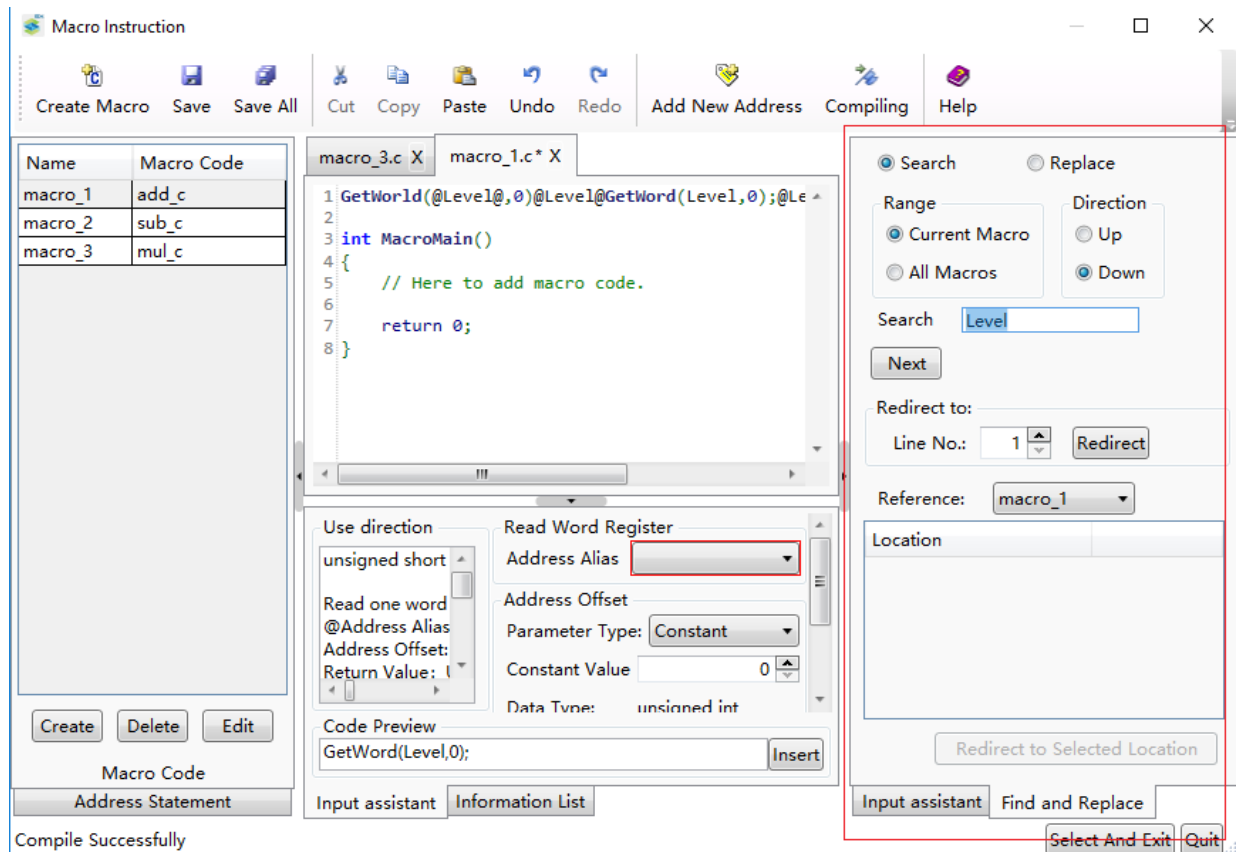 Macro Instruction
Create Macro Save Save All Cut Copy Paste Undo Redo Add New Address Compiling Help
Name Macro Code
macro_1 add_c
macro_2 sub_c
macro_3 mul_c
Create Delete Edit
Macro Code
Address Statement
macro_3.c X macro_1.c* X
1 GetWorld(@Level@,0)@Level@GetWord(Level,0);@Le
2
3 int MacroMain()
4 {
5 // Here to add macro code.
6
7 return 0;
8 }
Use direction
unsigned short
Read one word
@Address Alias
Address Offset:
Return Value:
Read Word Register
Address Alias
Address Offset
Parameter Type: Constant
Constant Value 0
Data Type: unsigned int
Code Preview
GetWord(Level,0); Insert
Input assistant Information List
Search Replace
Range Direction
Current Macro Up
All Macros Down
Search Level
Next
Redirect to:
Line No.: 1 Redirect
Reference: macro_1
Location
Redirect to Selected Location
Input assistant Find and Replace
Compile Successfully Select And Exit Quit